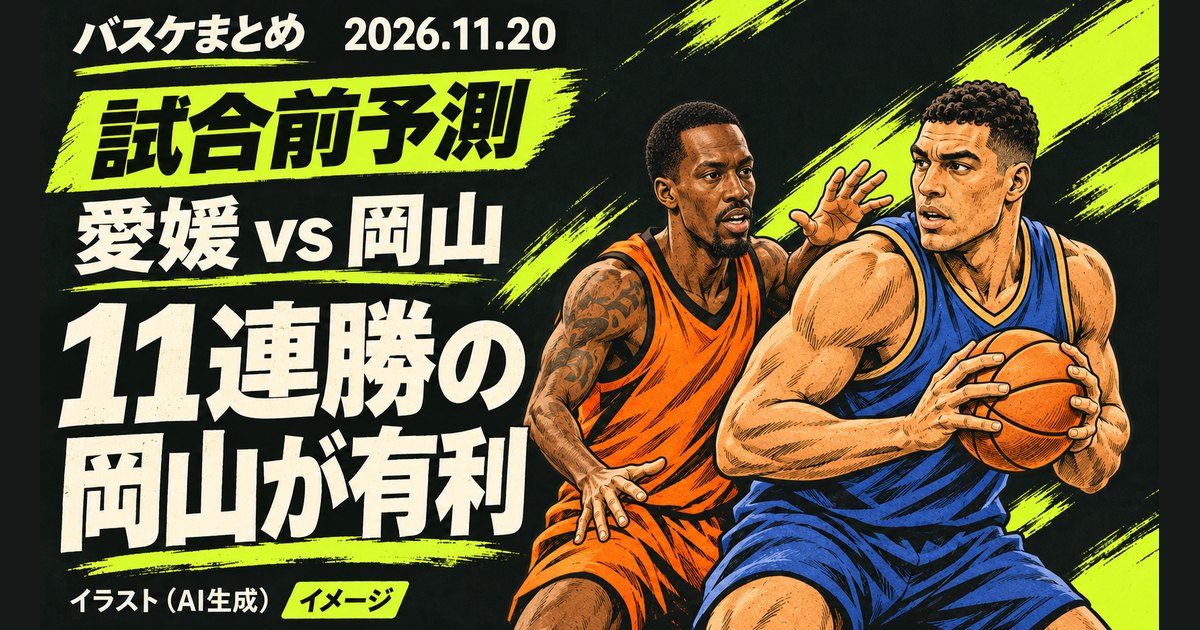 バスケまとめ 2026.11.20
試合前予測
愛媛 vs 岡山
11連勝の
岡山が有利
イラスト（AI生成） イメージ